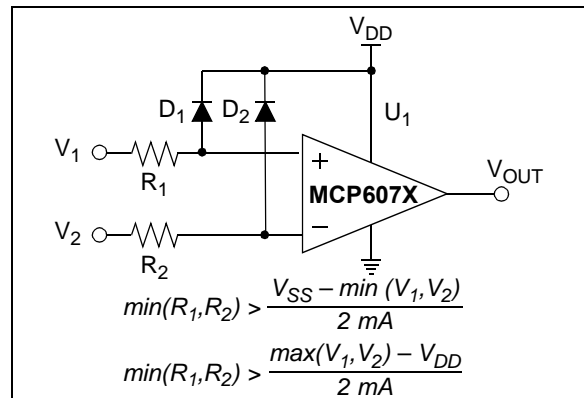 V_DD
D_1 D_2 U_1
V_1 R_1 + V_OUT
MCP607X
V_2 R_2 –
min(R_1,R_2) > V_SS – min (V_1,V_2) / 2 mA
min(R_1,R_2) > max(V_1,V_2) – V_DD / 2 mA